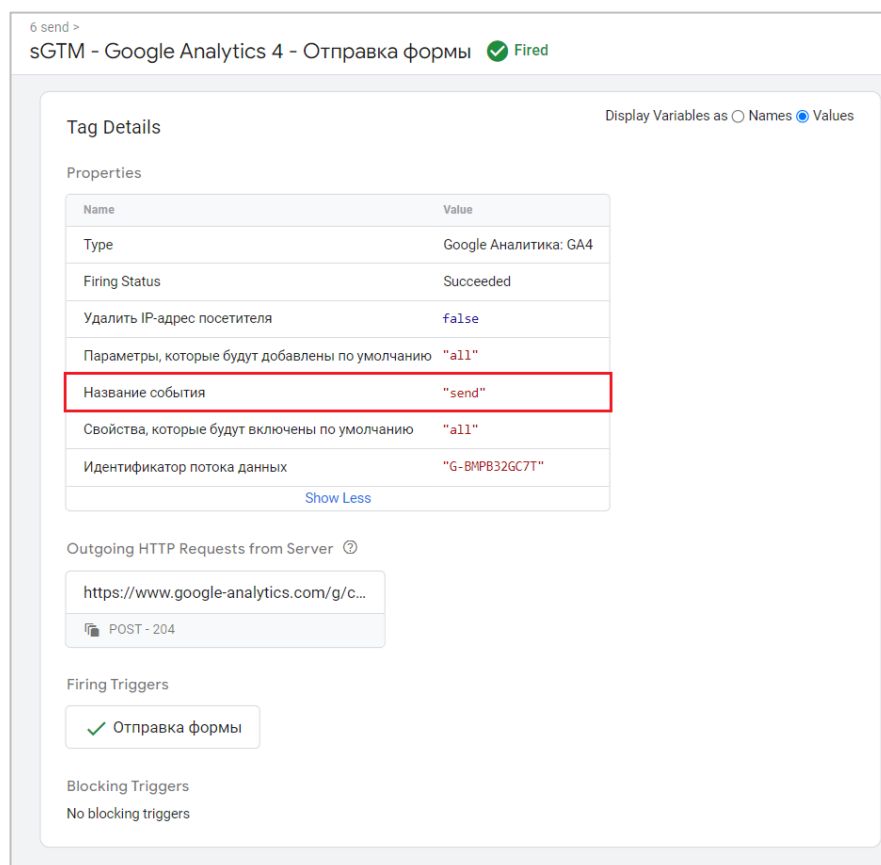 6 send >
sGTM - Google Analytics 4 - Отправка формы Fired
Tag Details
Display Variables as Names Values
Properties
Name Value
Type Google Аналитика: GA4
Firing Status Succeeded
Удалить IP-адрес посетителя false
Параметры, которые будут добавлены по умолчанию "all"
Название события "send"
Свойства, которые будут включены по умолчанию "all"
Идентификатор потока данных "G-BMPB32GC7T"
Show Less
Outgoing HTTP Requests from Server ?
https://www.google-analytics.com/g/c...
POST - 204
Firing Triggers
Отправка формы
Blocking Triggers
No blocking triggers